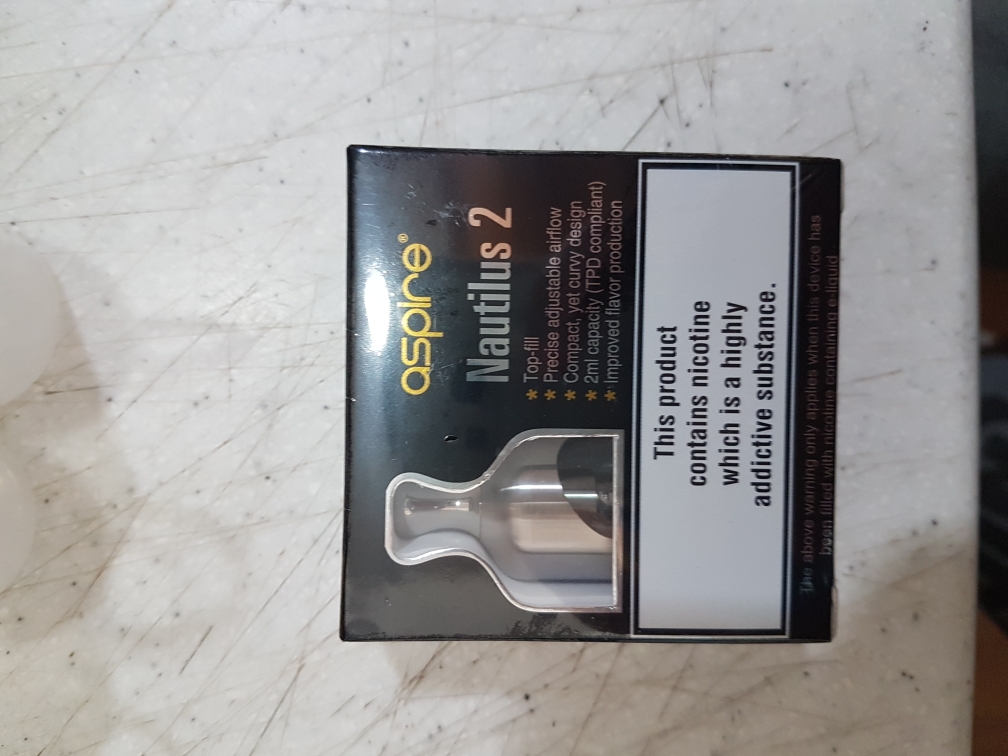 aspire®
Nautilus 2
* Top-fill
* Precise adjustable airflow
* Compact, yet curvy design
* 2ml capacity (TPD compliant)
* Improved flavor production
This product
contains nicotine
which is a highly
addictive substance.
The above warning only applies when this device has
been filled with nicotine containing e-liquid